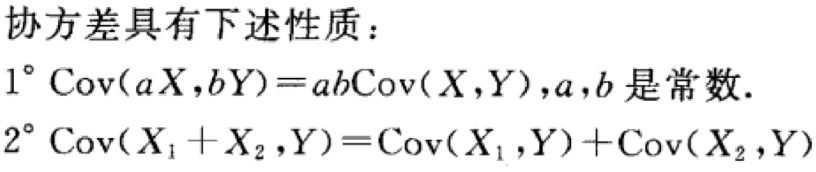 协方差具有下述性质：
1° Cov(aX,bY)=abCov(X,Y),a,b 是常数.
2° Cov(X₁+X₂,Y)=Cov(X₁,Y)+Cov(X₂,Y)